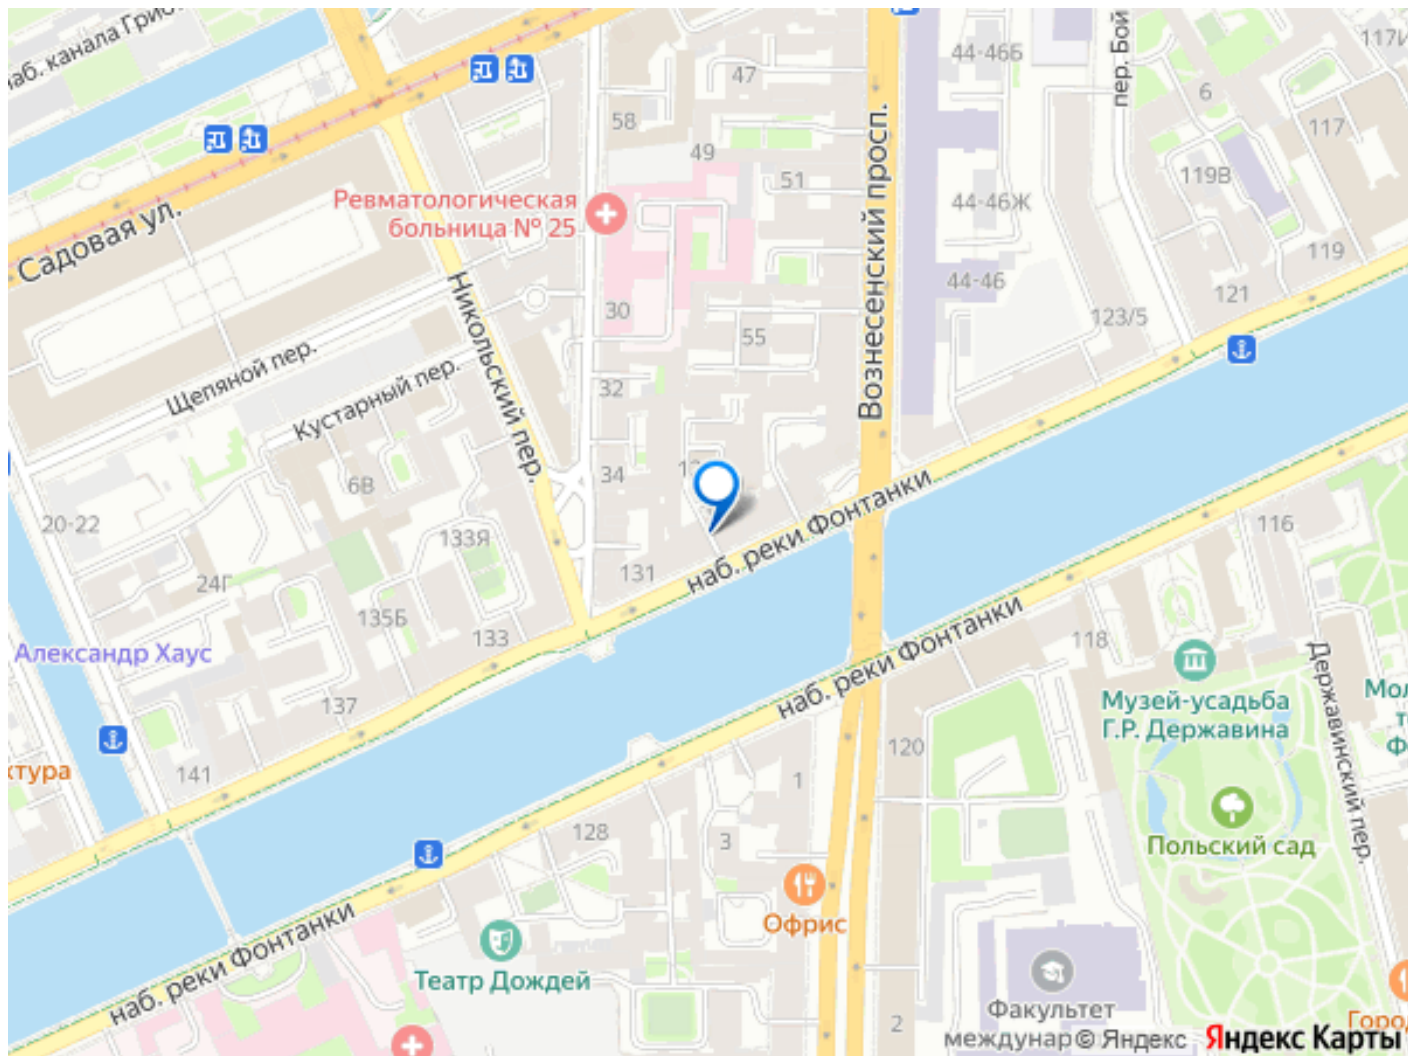 наб. канала Гриб
пер. Бой
117И
44-46Б
47
6
58
117
Вознесенский просп.
49
51
119В
Ревматологическая
больница № 25
44-46Ж
Садовая ул.
119
44-46
121
Никольский пер.
30
123/5
55
Щепяной пер.
32
Кустарный пер.
34
6В
наб. реки Фонтанки
20-22
116
133Я
131
24Г
135Б
наб. реки Фонтанки
133
118
Александр Хаус
Державинский пер.
Музей-усадьба
Г.Р. Державина
Мол
т
Ф
137
120
ктура
141
1
128
3
Польский сад
Офрис
наб. реки Фонтанки
Театр Дождей
Факультет
междунар
2
Город
© Яндекс
Яндекс Карты